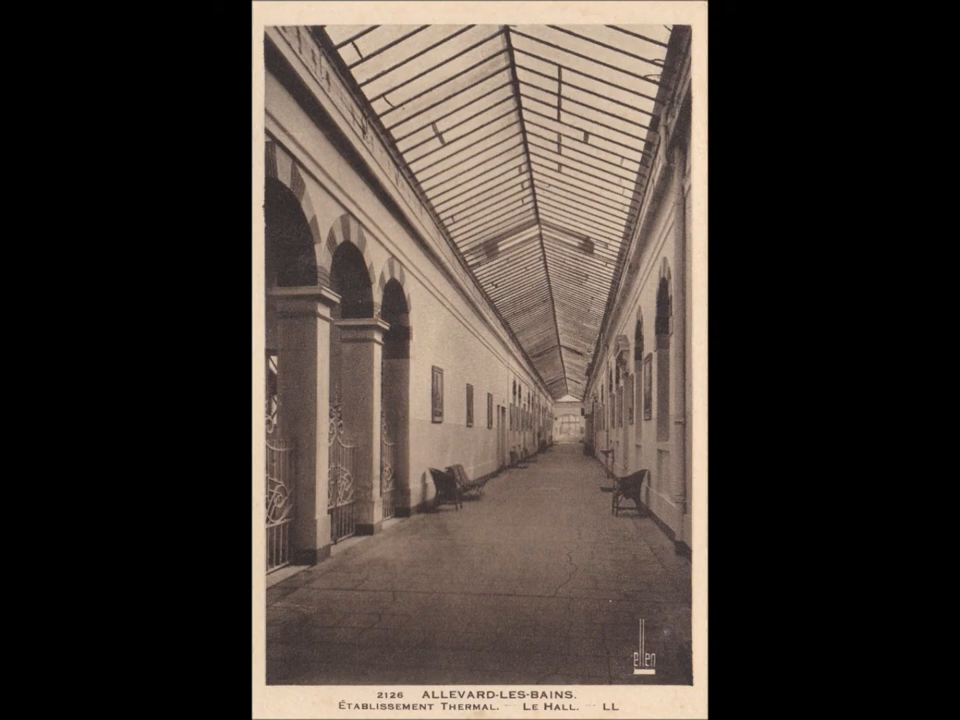 ellen
2126 ALLEVARD-LES-BAINS.
ÉTABLISSEMENT THERMAL. — LE HALL. — LL